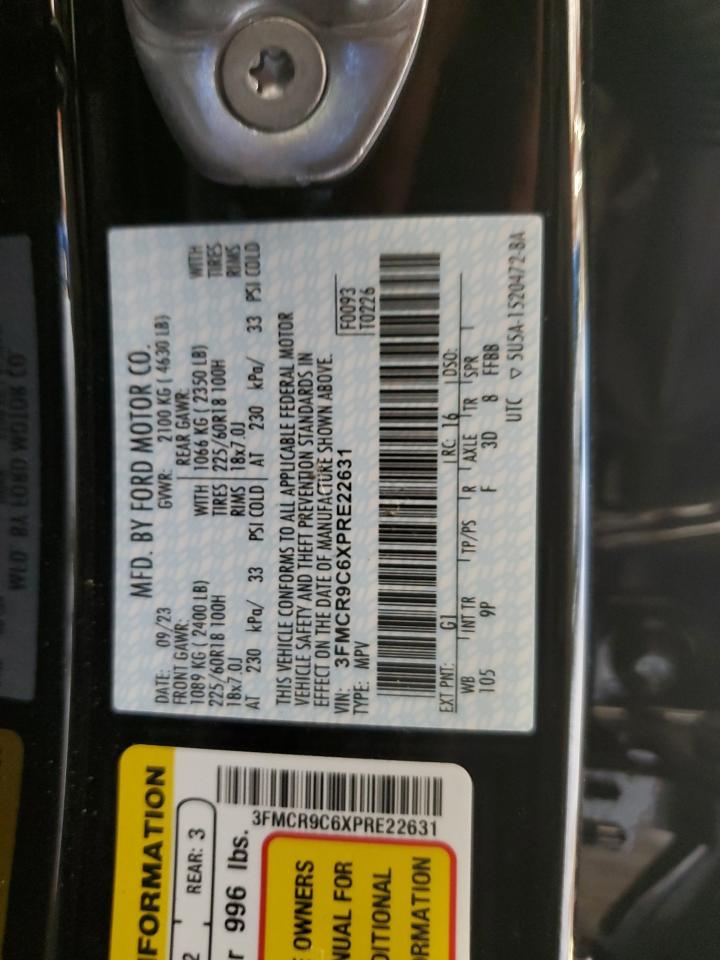 MFD. BY FORD MOTOR CO.
DATE: 09/23 GVWR: 2100 KG ( 4630 LB)
FRONT GAWR: REAR GAWR:
1089 KG ( 2400 LB) WITH 1066 KG ( 2350 LB) WITH
225/60R18 100H TIRES 225/60R18 100H TIRES
18x7.0J RIMS 18x7.0J RIMS
AT 230 kPa/ 33 PSI COLD AT 230 kPa/ 33 PSI COLD
THIS VEHICLE CONFORMS TO ALL APPLICABLE FEDERAL MOTOR
VEHICLE SAFETY AND THEFT PREVENTION STANDARDS IN
EFFECT ON THE DATE OF MANUFACTURE SHOWN ABOVE.
VIN: 3FMCR9C6XPRE22631 F0093
TYPE: MPV T0226
EXT PNT: G1 RC: 16 DSO:
WB INT TR TP/PS R AXLE TR SPR
105 9P F 3D 8 FFBB
UTC ▽ 5U5A-1520472-BA
FORMATION
2 REAR: 3
r 996 lbs.
3FMCR9C6XPRE22631
OWNERS
NUAL FOR
DITIONAL
RMATION